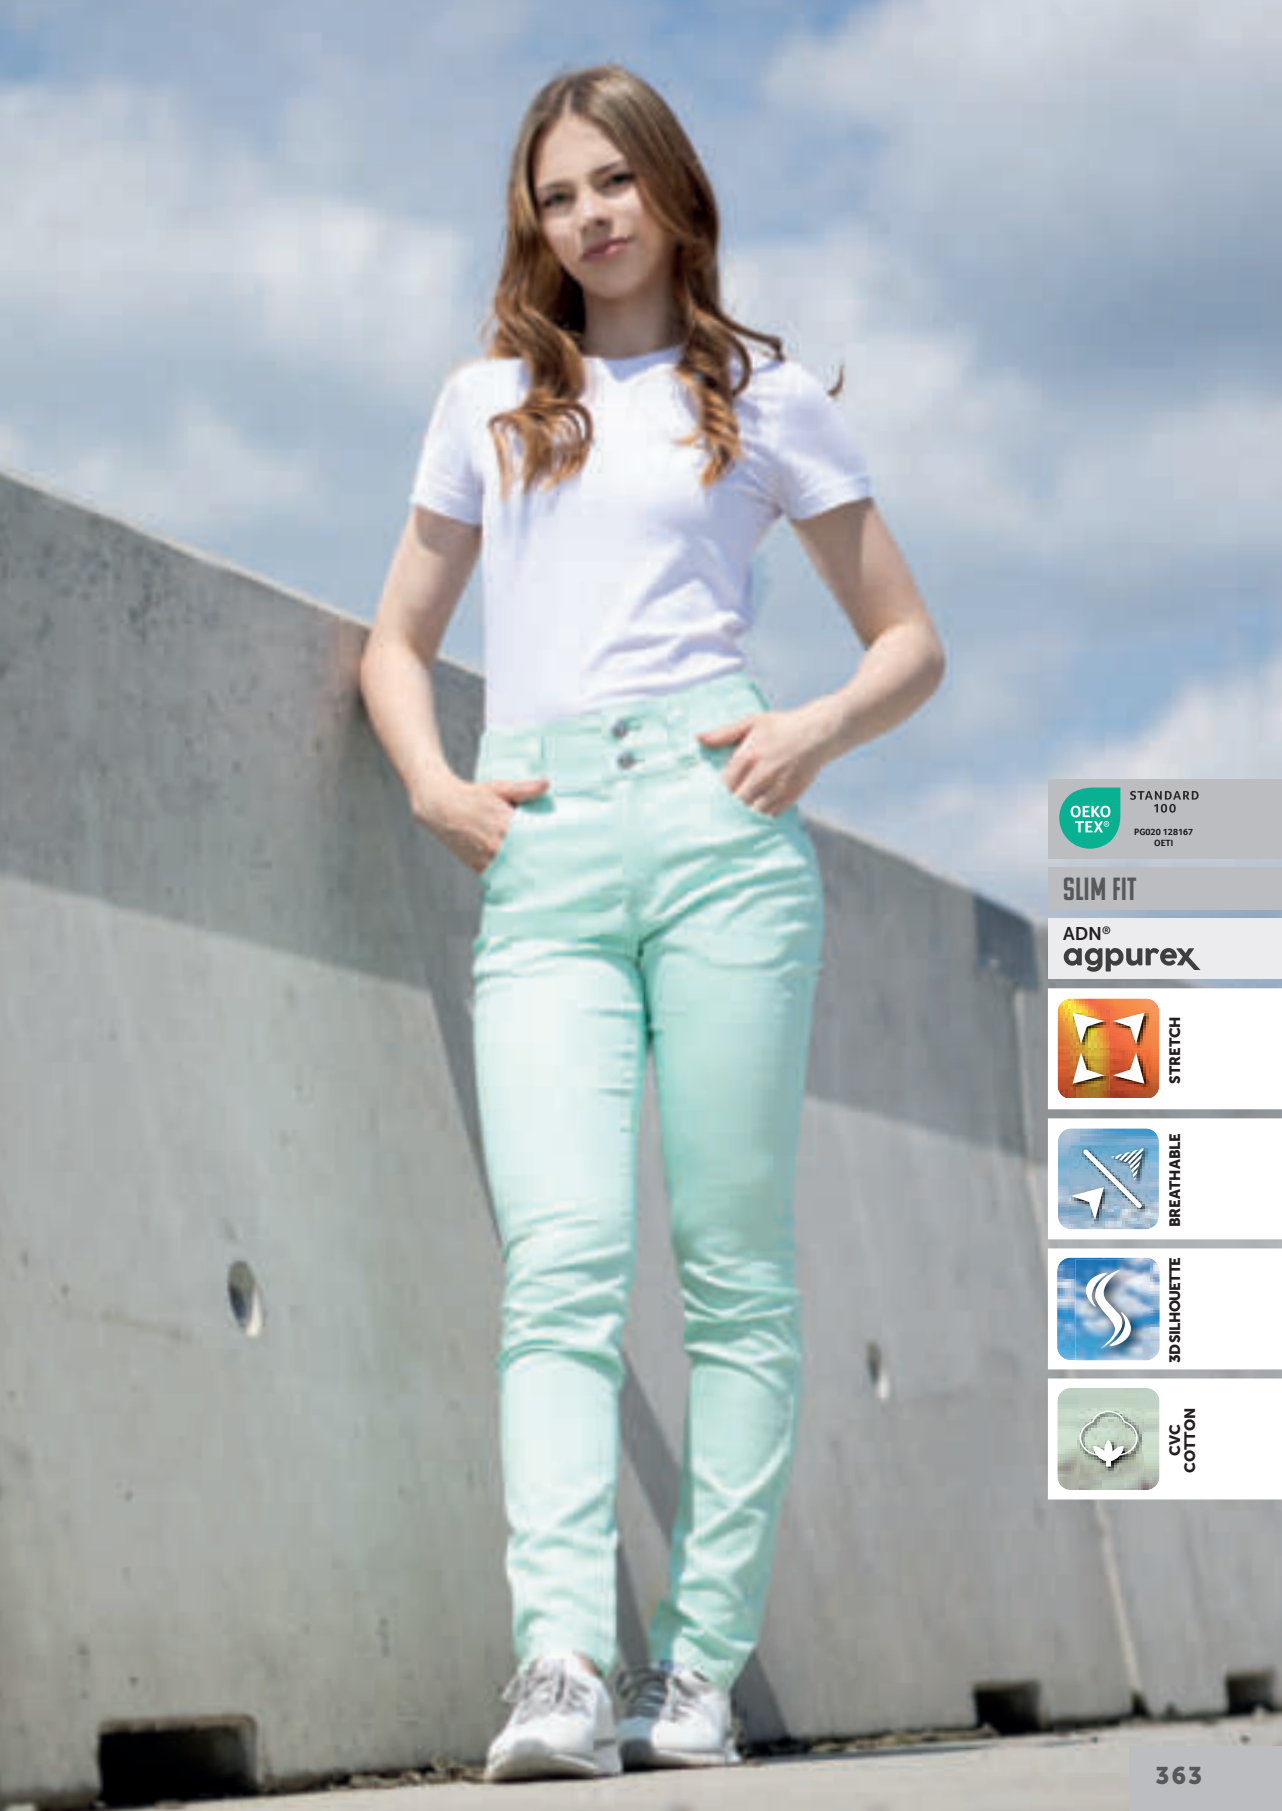 OEKO
TEX®
STANDARD
100
PG020 128167
OETI
SLIM FIT
ADN®
agpurex
STRETCH
BREATHABLE
3D SILHOUETTE
CVC
COTTON
363